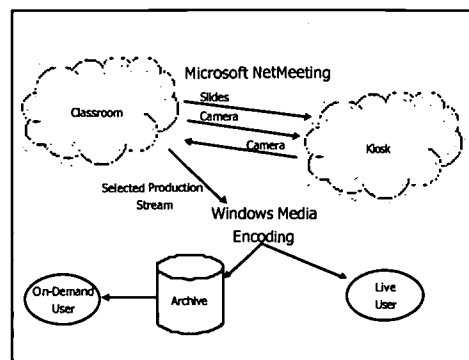 Microsoft NetMeeting
Classroom
Slides
Camera
Camera
Kiosk
Selected Production
Stream
Windows Media
Encoding
On-Demand
User
Archive
Live
User